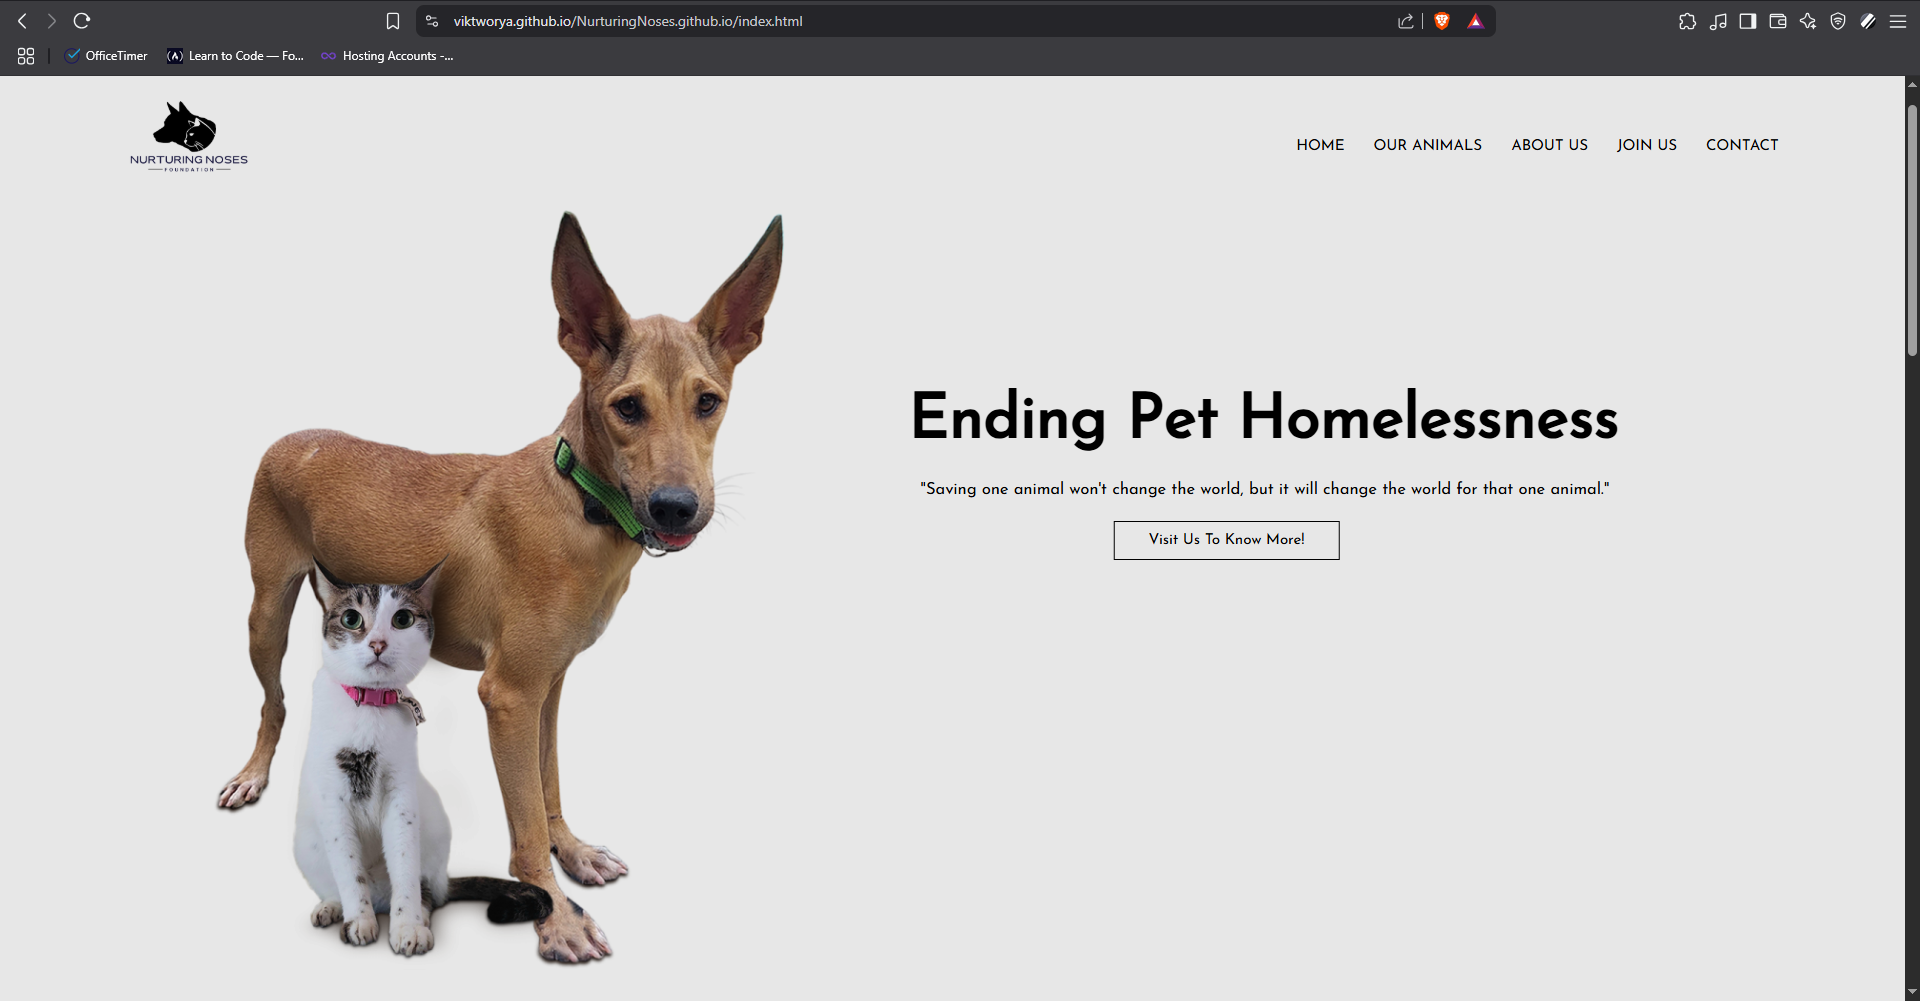 viktworya.github.io/NurturingNoses.github.io/index.html
OfficeTimer
Learn to Code — Fo...
Hosting Accounts -...
NURTURING NOSES
FOUNDATION
HOME
OUR ANIMALS
ABOUT US
JOIN US
CONTACT
Ending Pet Homelessness
"Saving one animal won't change the world, but it will change the world for that one animal."
Visit Us To Know More!